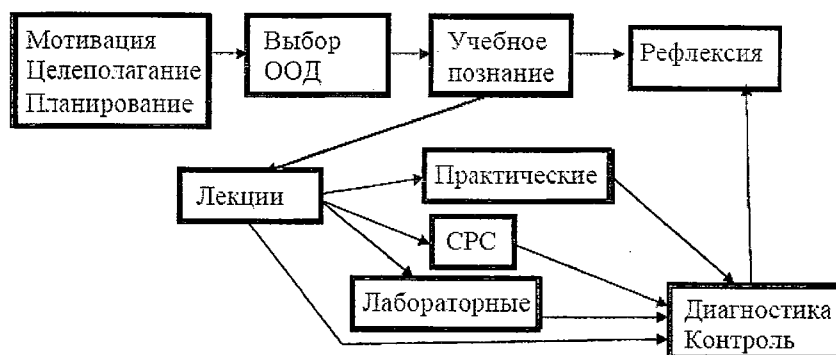 Мотивация
Целеполагание
Планирование
Выбор
ООД
Учебное
познание
Рефлексия
Лекции
Практические
СРС
Лабораторные
Диагностика
Контроль